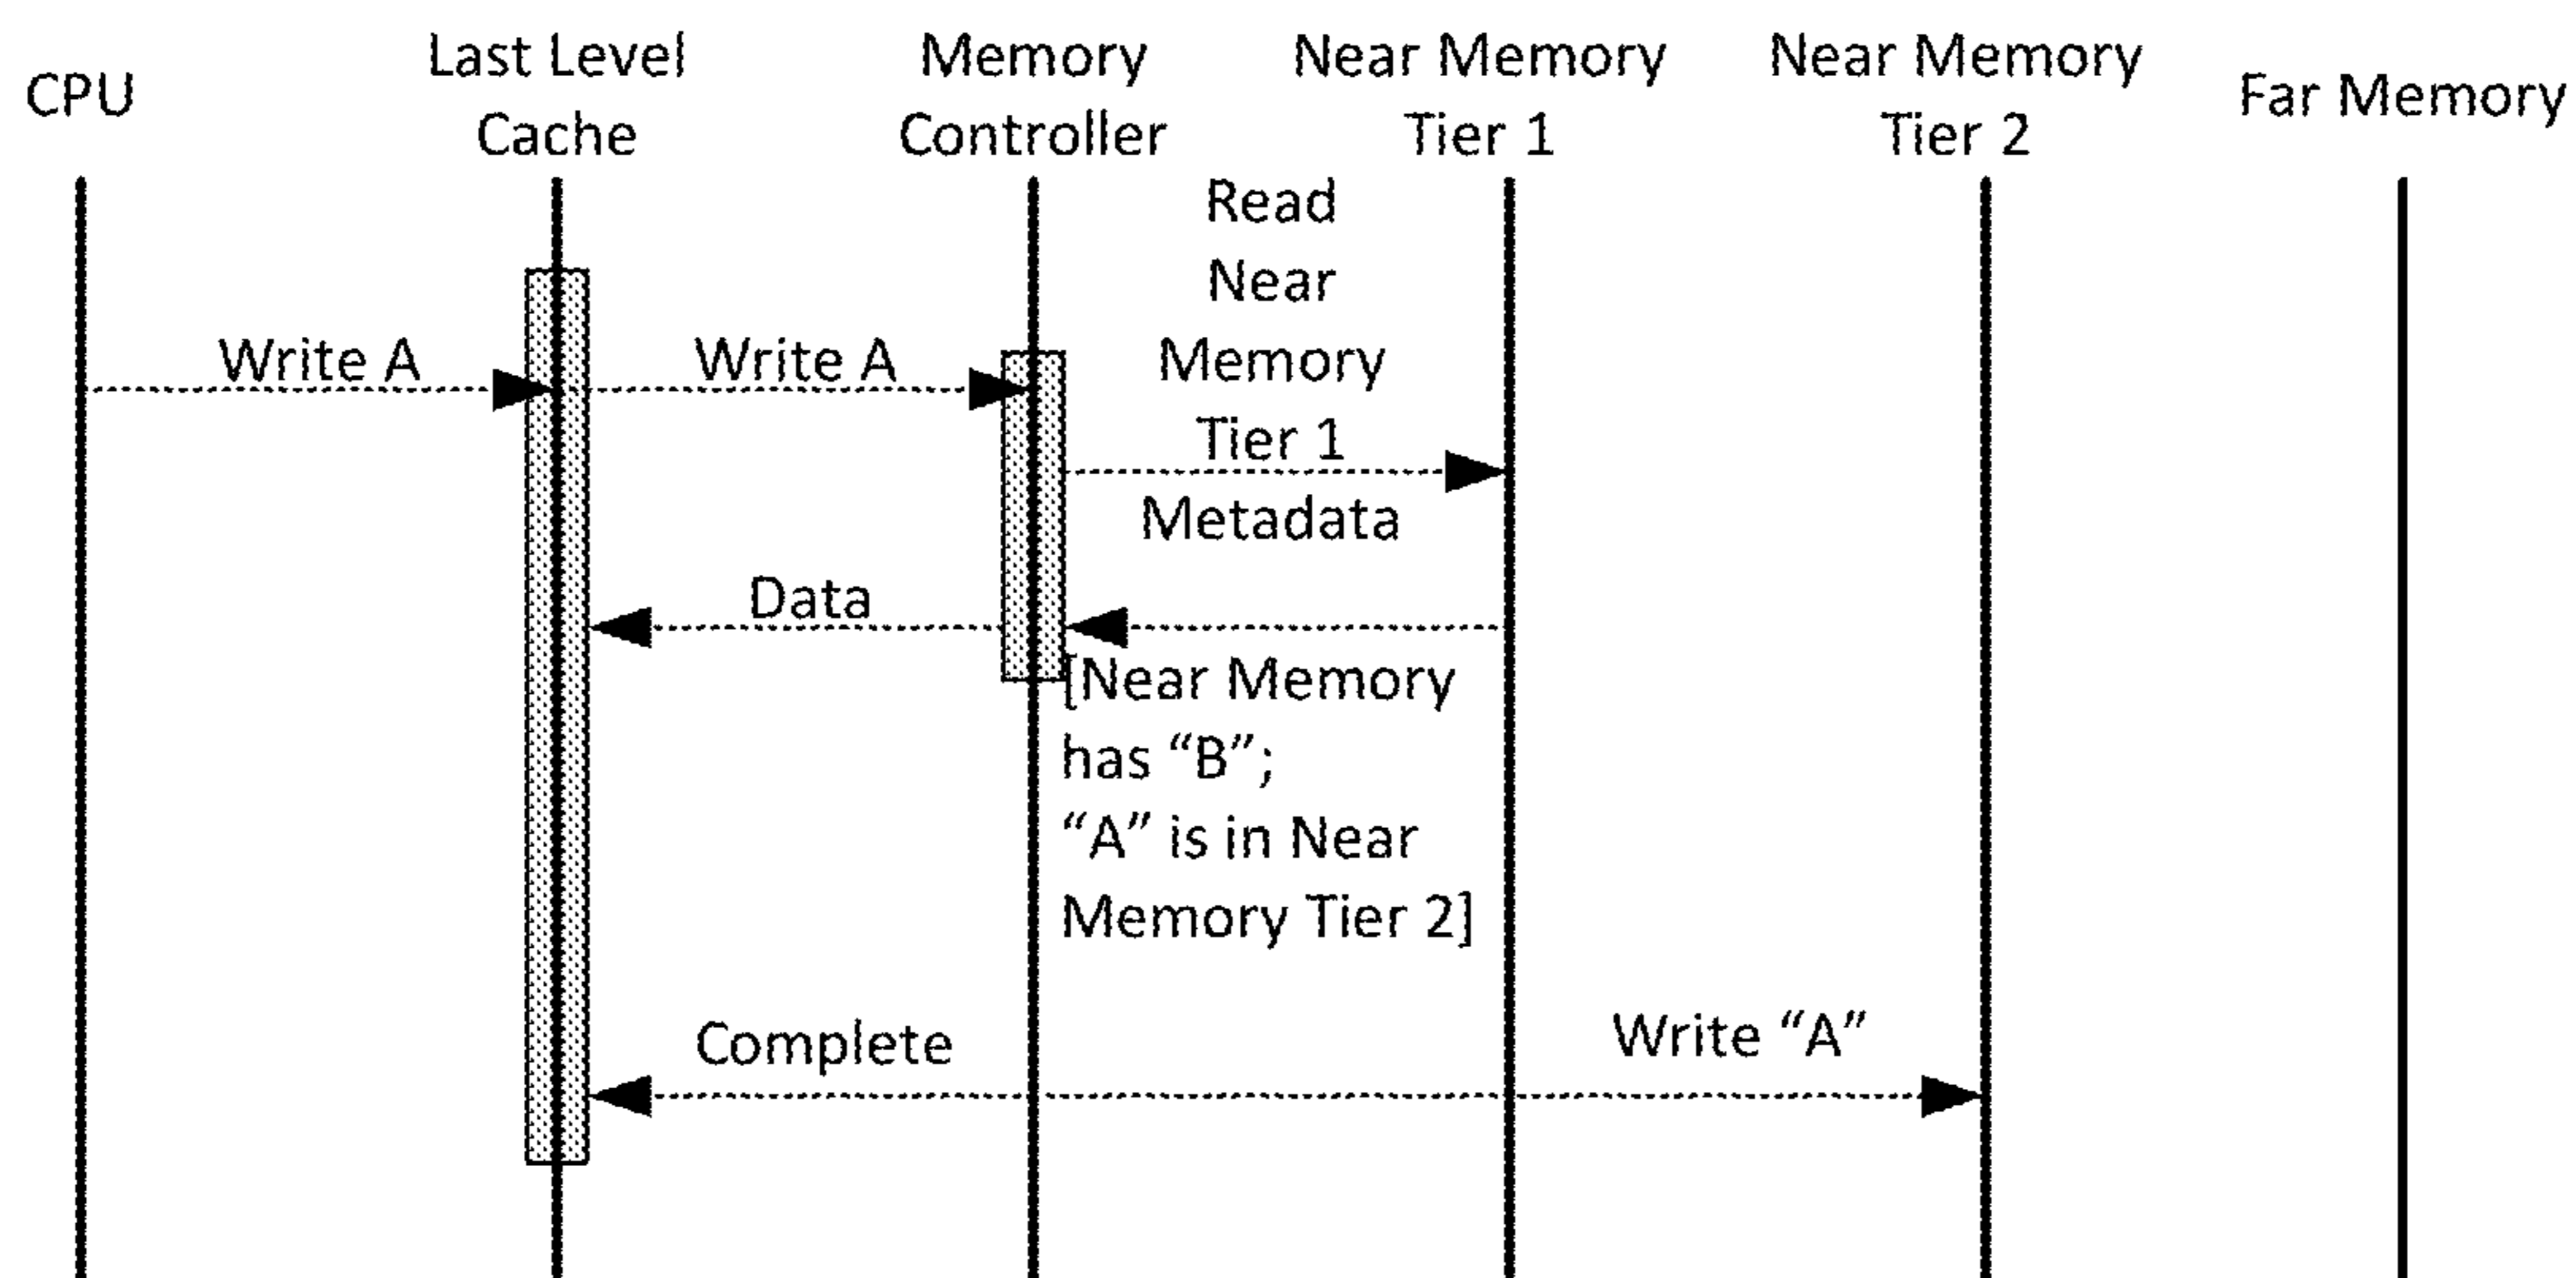 CPU
Last Level
Cache
Memory
Controller
Near Memory
Tier 1
Near Memory
Tier 2
Far Memory
Write A
Write A
Read
Near
Memory
Tier 1
Metadata
Data
[Near Memory
has “B”;
“A” is in Near
Memory Tier 2]
Complete
Write “A”